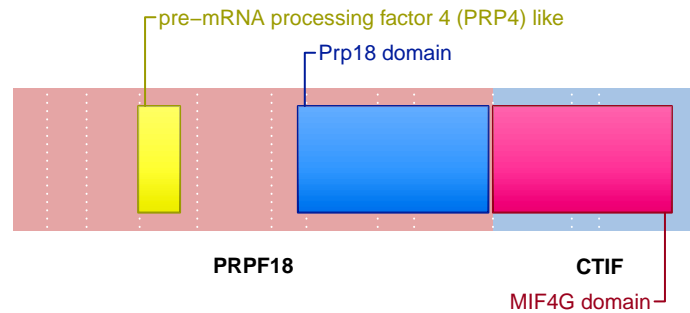 pre−mRNA processing factor 4 (PRP4) like
Prp18 domain
PRPF18
CTIF
MIF4G domain